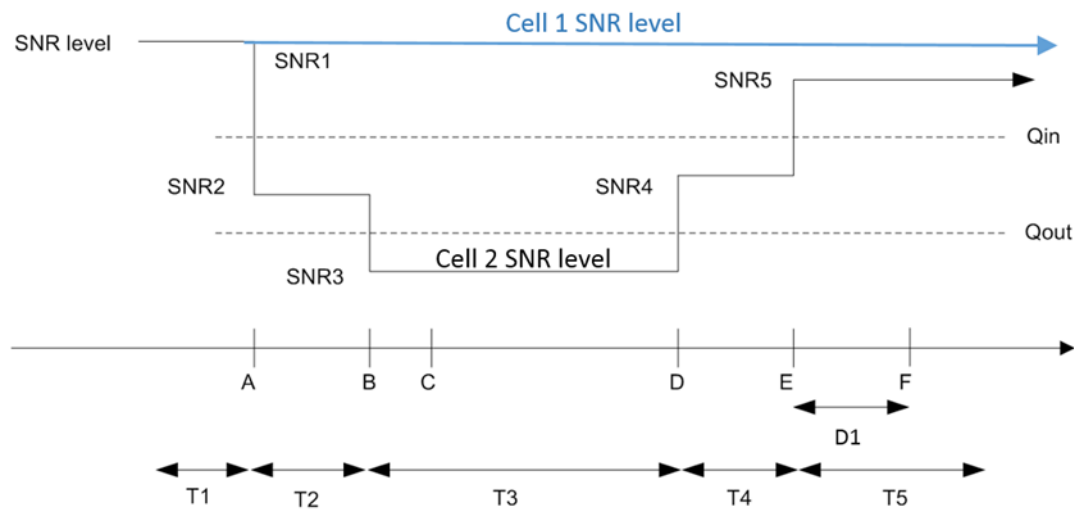 Cell 1 SNR level
SNR level
SNR1
SNR5
Qin
SNR2
SNR4
Qout
Cell 2 SNR level
SNR3
A B C D E F
D1
T1 T2 T3 T4 T5